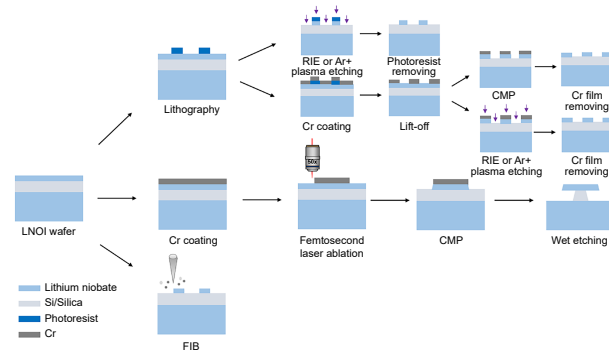 RIE or Ar+
plasma etching
Photoresist
removing
Lithography
Cr coating
Lift-off
CMP
Cr film
removing
RIE or Ar+
plasma etching
Cr film
removing
50x
LNOI wafer
Cr coating
Femtosecond
laser ablation
CMP
Wet etching
Lithium niobate
Si/Silica
Photoresist
Cr
FIB